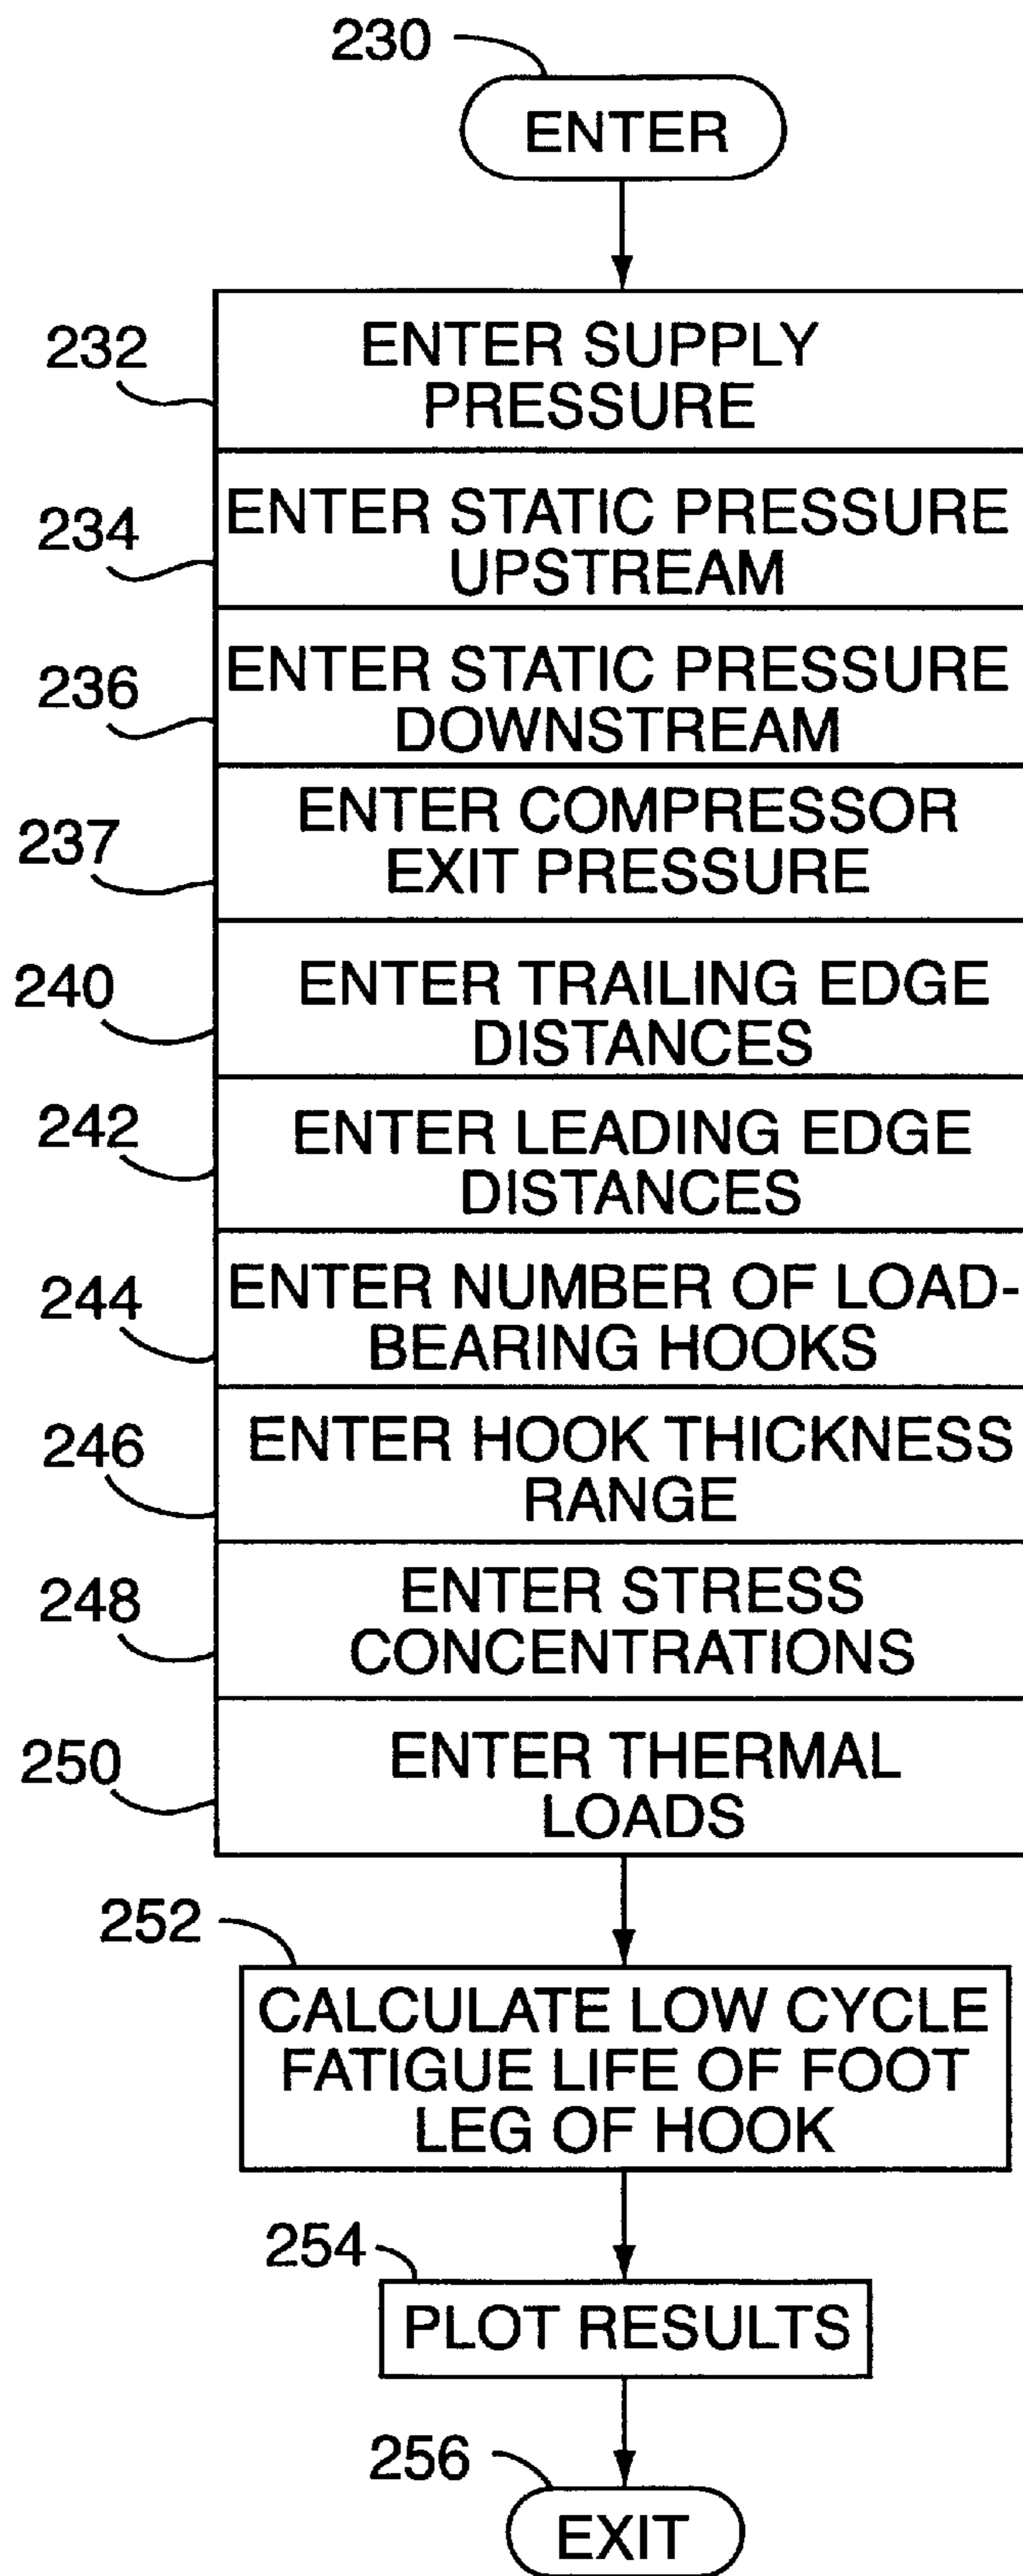 230
ENTER
232
ENTER SUPPLY
PRESSURE
234
ENTER STATIC PRESSURE
UPSTREAM
236
ENTER STATIC PRESSURE
DOWNSTREAM
237
ENTER COMPRESSOR
EXIT PRESSURE
240
ENTER TRAILING EDGE
DISTANCES
242
ENTER LEADING EDGE
DISTANCES
244
ENTER NUMBER OF LOAD-
BEARING HOOKS
246
ENTER HOOK THICKNESS
RANGE
248
ENTER STRESS
CONCENTRATIONS
250
ENTER THERMAL
LOADS
252
CALCULATE LOW CYCLE
FATIGUE LIFE OF FOOT
LEG OF HOOK
254
PLOT RESULTS
256
EXIT